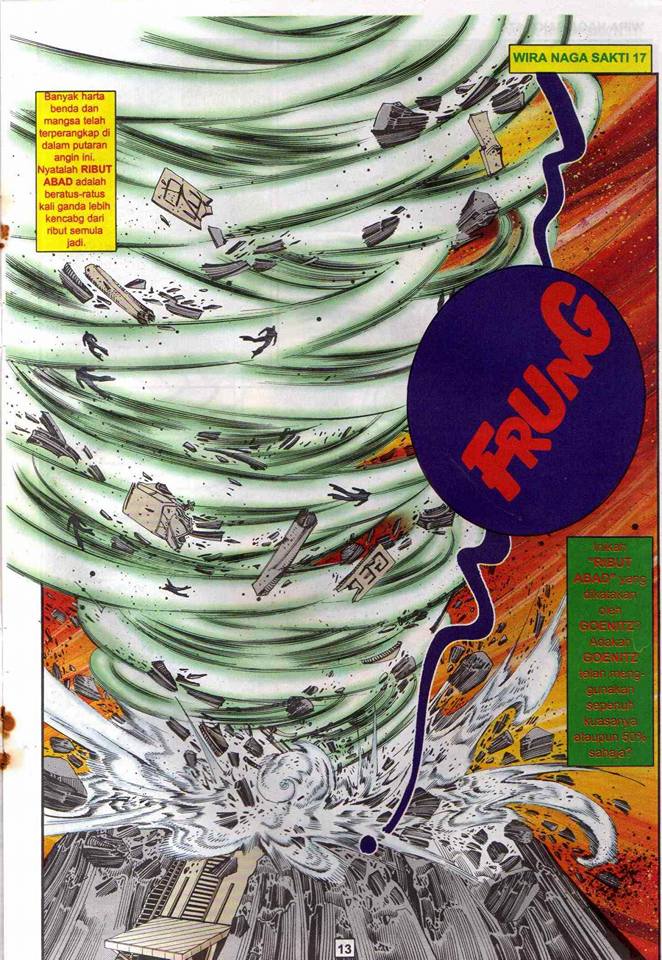 WIRA NAGA SAKTI 17
Banyak harta
benda dan
mangsa telah
terperangkap di
dalam putaran
angin ini.
Nyatalah RIBUT
ABAD adalah
beratus-ratus
kali ganda lebih
kencabg dari
ribut semula
jadi.
FRUNG
Inikah
"RIBUT
ABAD" yang
dikatakan
oleh
GOENITZ?
Adakah
GOENITZ
telah meng-
gunakan
sepenuh
kuasanya
ataupun 50%
sahaja?
13